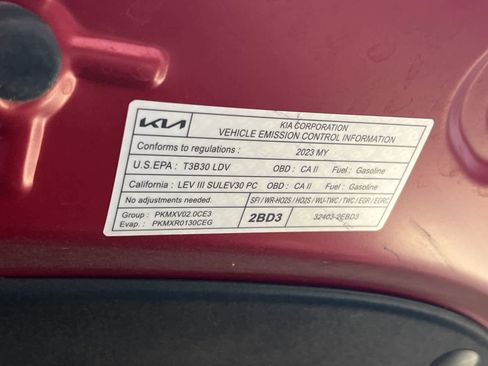 KIA KIA CORPORATION
VEHICLE EMISSION CONTROL INFORMATION
Conforms to regulations : 2023 MY
U.S.EPA : T3B30 LDV OBD : CA II Fuel : Gasoline
California : LEV III SULEV30 PC OBD : CA II Fuel : Gasoline
No adjustments needed. SFI / WR-HO2S / HO2S / WU-TWC / TWC / EGR / EGRC
Group : PKMXV02.0CE3 2BD3 32403-2EBD3
Evap. : PKMXR0130CEG